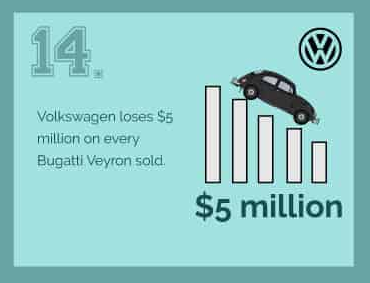 14.
Volkswagen loses $5
million on every
Bugatti Veyron sold.
$5 million